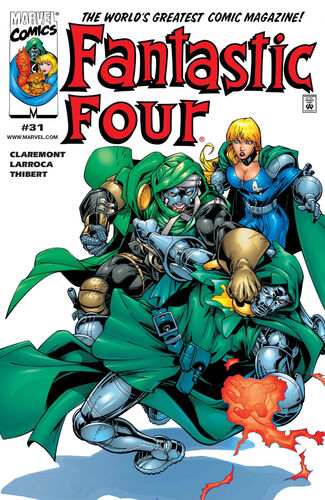 MARVEL
COMICS
THE WORLD'S GREATEST COMIC MAGAZINE!
Fantastic
Four
#31
WWW.MARVEL.COM
CLAREMONT
LARROCA
THIBERT